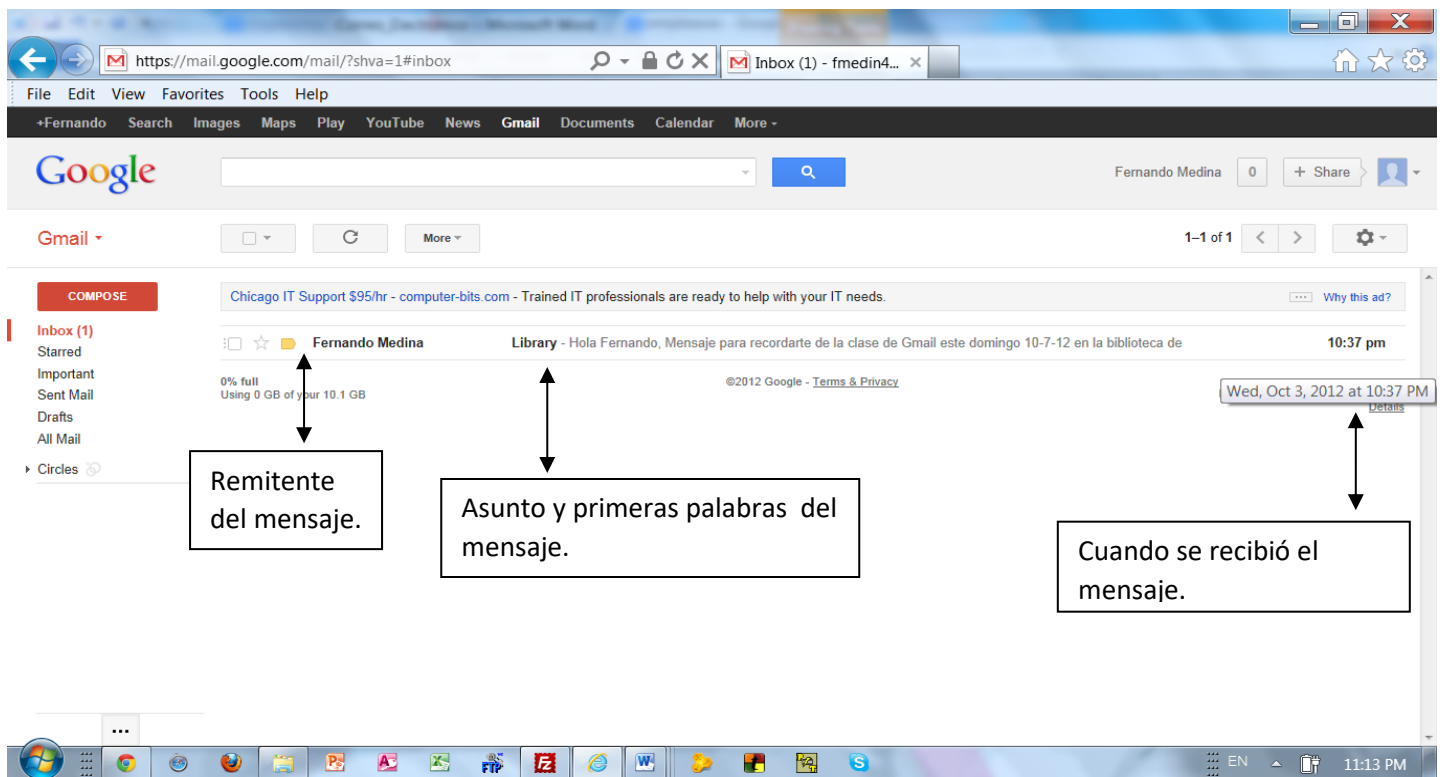 https://mail.google.com/mail/?shva=1#inbox
Inbox (1) - fmedin4...
File Edit View Favorites Tools Help
+Fernando Search Images Maps Play YouTube News Gmail Documents Calendar More
Google
Fernando Medina 0 + Share
Gmail
More
1–1 of 1
COMPOSE
Chicago IT Support $95/hr - computer-bits.com - Trained IT professionals are ready to help with your IT needs.
Why this ad?
Inbox (1)
Starred
Important
Sent Mail
Drafts
All Mail
Circles
Fernando Medina Library - Hola Fernando, Mensaje para recordarte de la clase de Gmail este domingo 10-7-12 en la biblioteca de 10:37 pm
0% full
Using 0 GB of your 10.1 GB
©2012 Google - Terms & Privacy
Wed, Oct 3, 2012 at 10:37 PM
Details
Remitente
del mensaje.
Asunto y primeras palabras del
mensaje.
Cuando se recibió el
mensaje.
...
EN
11:13 PM